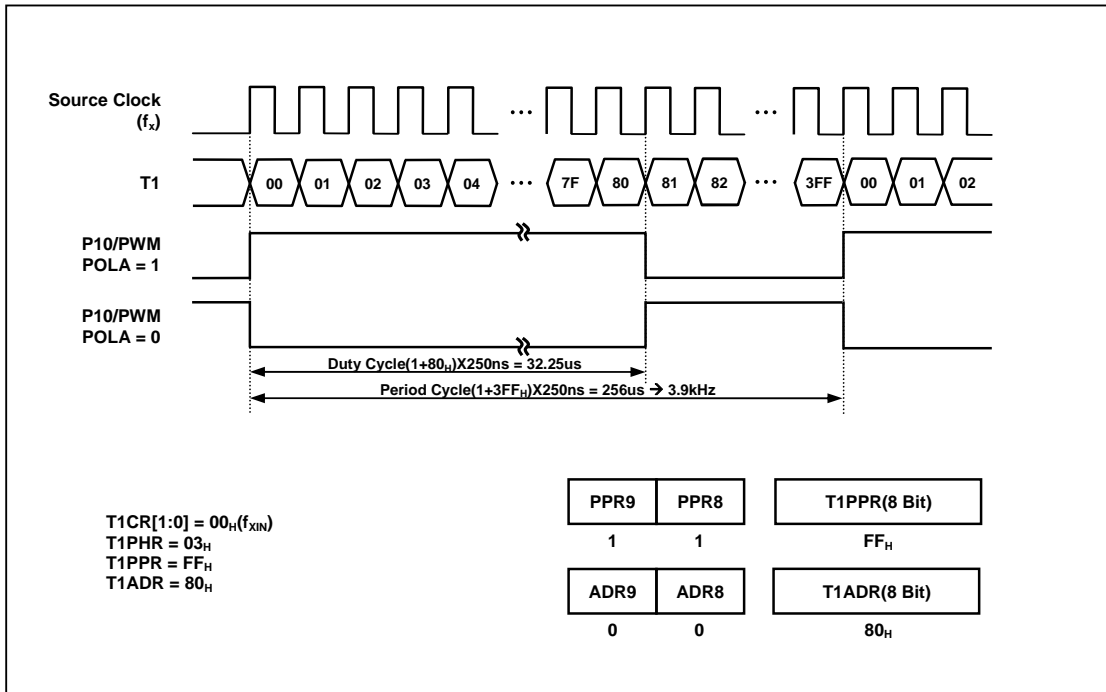 Source Clock
(fx)
T1
00 01 02 03 04 ••• 7F 80 81 82 ••• 3FF 00 01 02
P10/PWM
POLA = 1
P10/PWM
POLA = 0
Duty Cycle(1+80H)X250ns = 32.25us
Period Cycle(1+3FFH)X250ns = 256us → 3.9kHz
T1CR[1:0] = 00H(fXIN)
T1PHR = 03H
T1PPR = FFH
T1ADR = 80H
PPR9 PPR8 T1PPR(8 Bit)
1 1 FFH
ADR9 ADR8 T1ADR(8 Bit)
0 0 80H